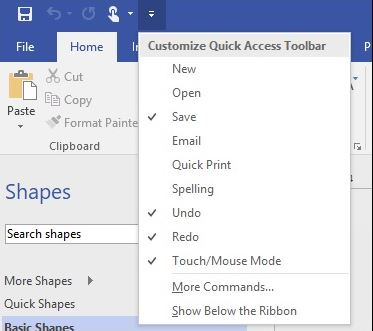 File
Home
Customize Quick Access Toolbar
New
Open
Save
Email
Quick Print
Spelling
Undo
Redo
Touch/Mouse Mode
More Commands...
Show Below the Ribbon
Paste
Cut
Copy
Format Painte
Clipboard
Shapes
Search shapes
More Shapes
Quick Shapes
Basic Shapes